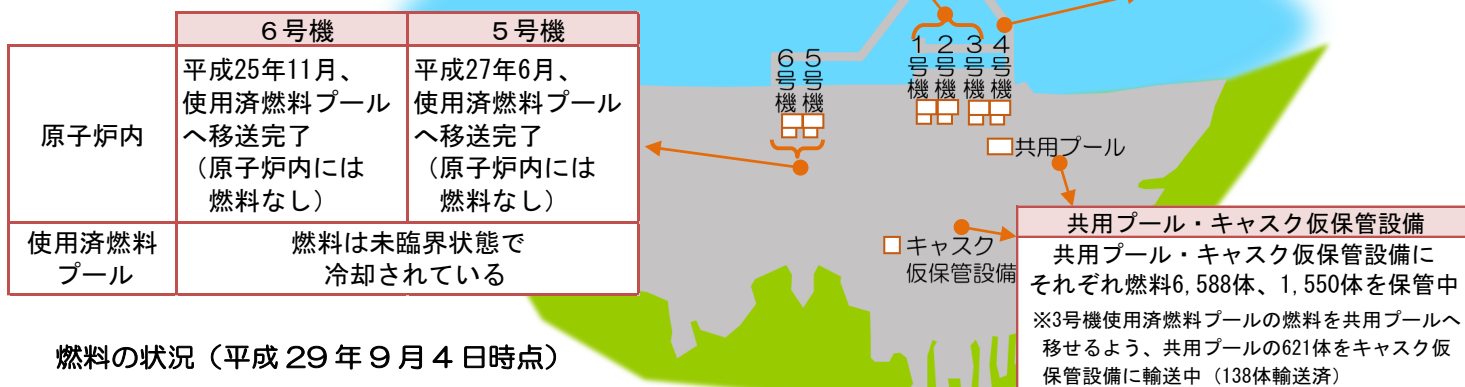 ６号機 ５号機
原子炉内
平成25年11月、
使用済燃料プール
へ移送完了
（原子炉内には
燃料なし）
平成27年6月、
使用済燃料プール
へ移送完了
（原子炉内には
燃料なし）
使用済燃料
プール
燃料は未臨界状態で
冷却されている
６号機
５号機
１号機
２号機
３号機
４号機
共用プール
キャスク
仮保管設備
共用プール・キャスク仮保管設備
共用プール・キャスク仮保管設備に
それぞれ燃料6,588体、1,550体を保管中
※3号機使用済燃料プールの燃料を共用プールへ
移せるよう、共用プールの621体をキャスク仮
保管設備に輸送中（138体輸送済）
燃料の状況（平成 29 年 9 月 4 日時点）